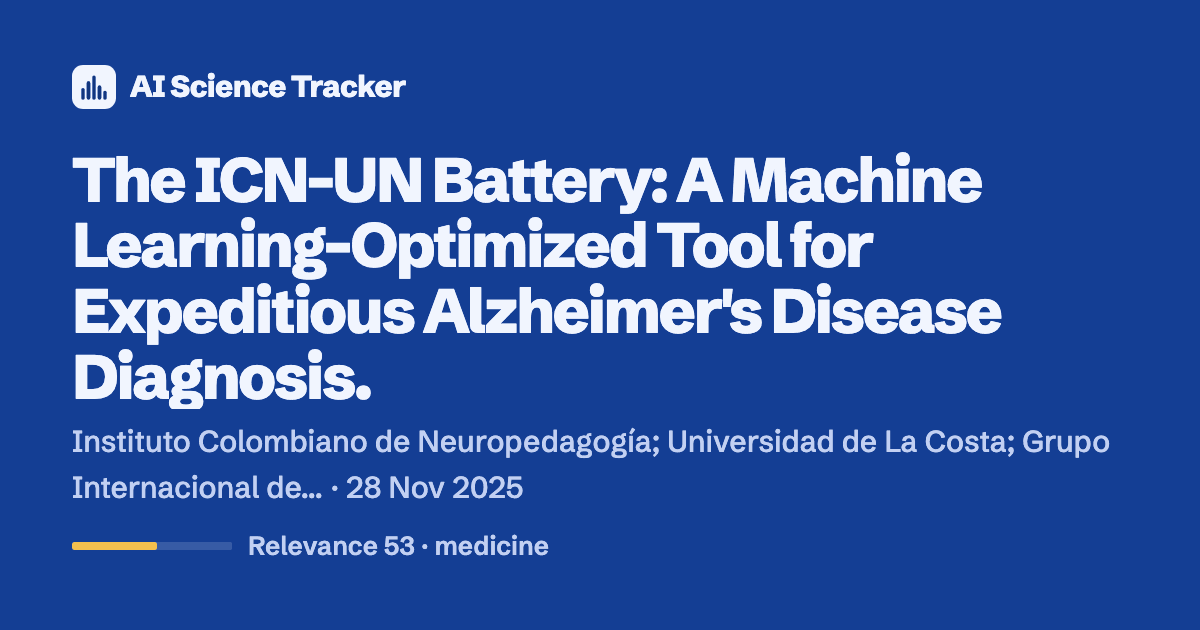 AI Science Tracker
The ICN-UN Battery: A Machine
Learning-Optimized Tool for
Expeditious Alzheimer's Disease
Diagnosis.
Instituto Colombiano de Neuropedagogía; Universidad de La Costa; Grupo
Internacional de... · 28 Nov 2025
Relevance 53 · medicine